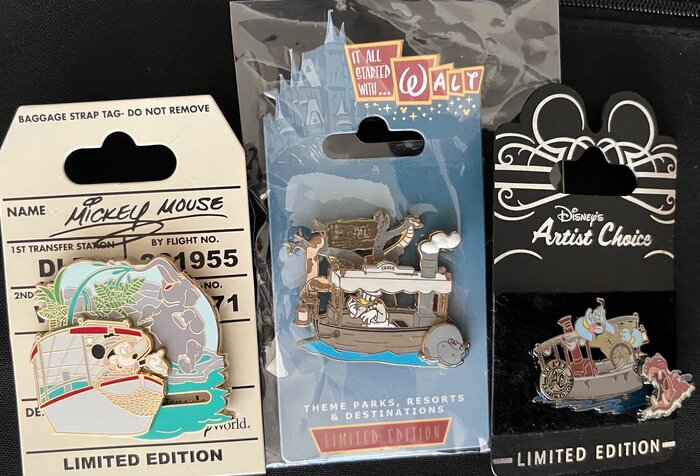 BAGGAGE STRAP TAG- DO NOT REMOVE
NAME Mickey Mouse
1ST TRANSFER STATION BY FLIGHT NO.
1955
2ND NO.
71
World.
LIMITED EDITION
IT ALL
STARTED
WITH... WALT
THEME PARKS, RESORTS
& DESTINATIONS
LIMITED EDITION
Disney's
Artist Choice
LIMITED EDITION